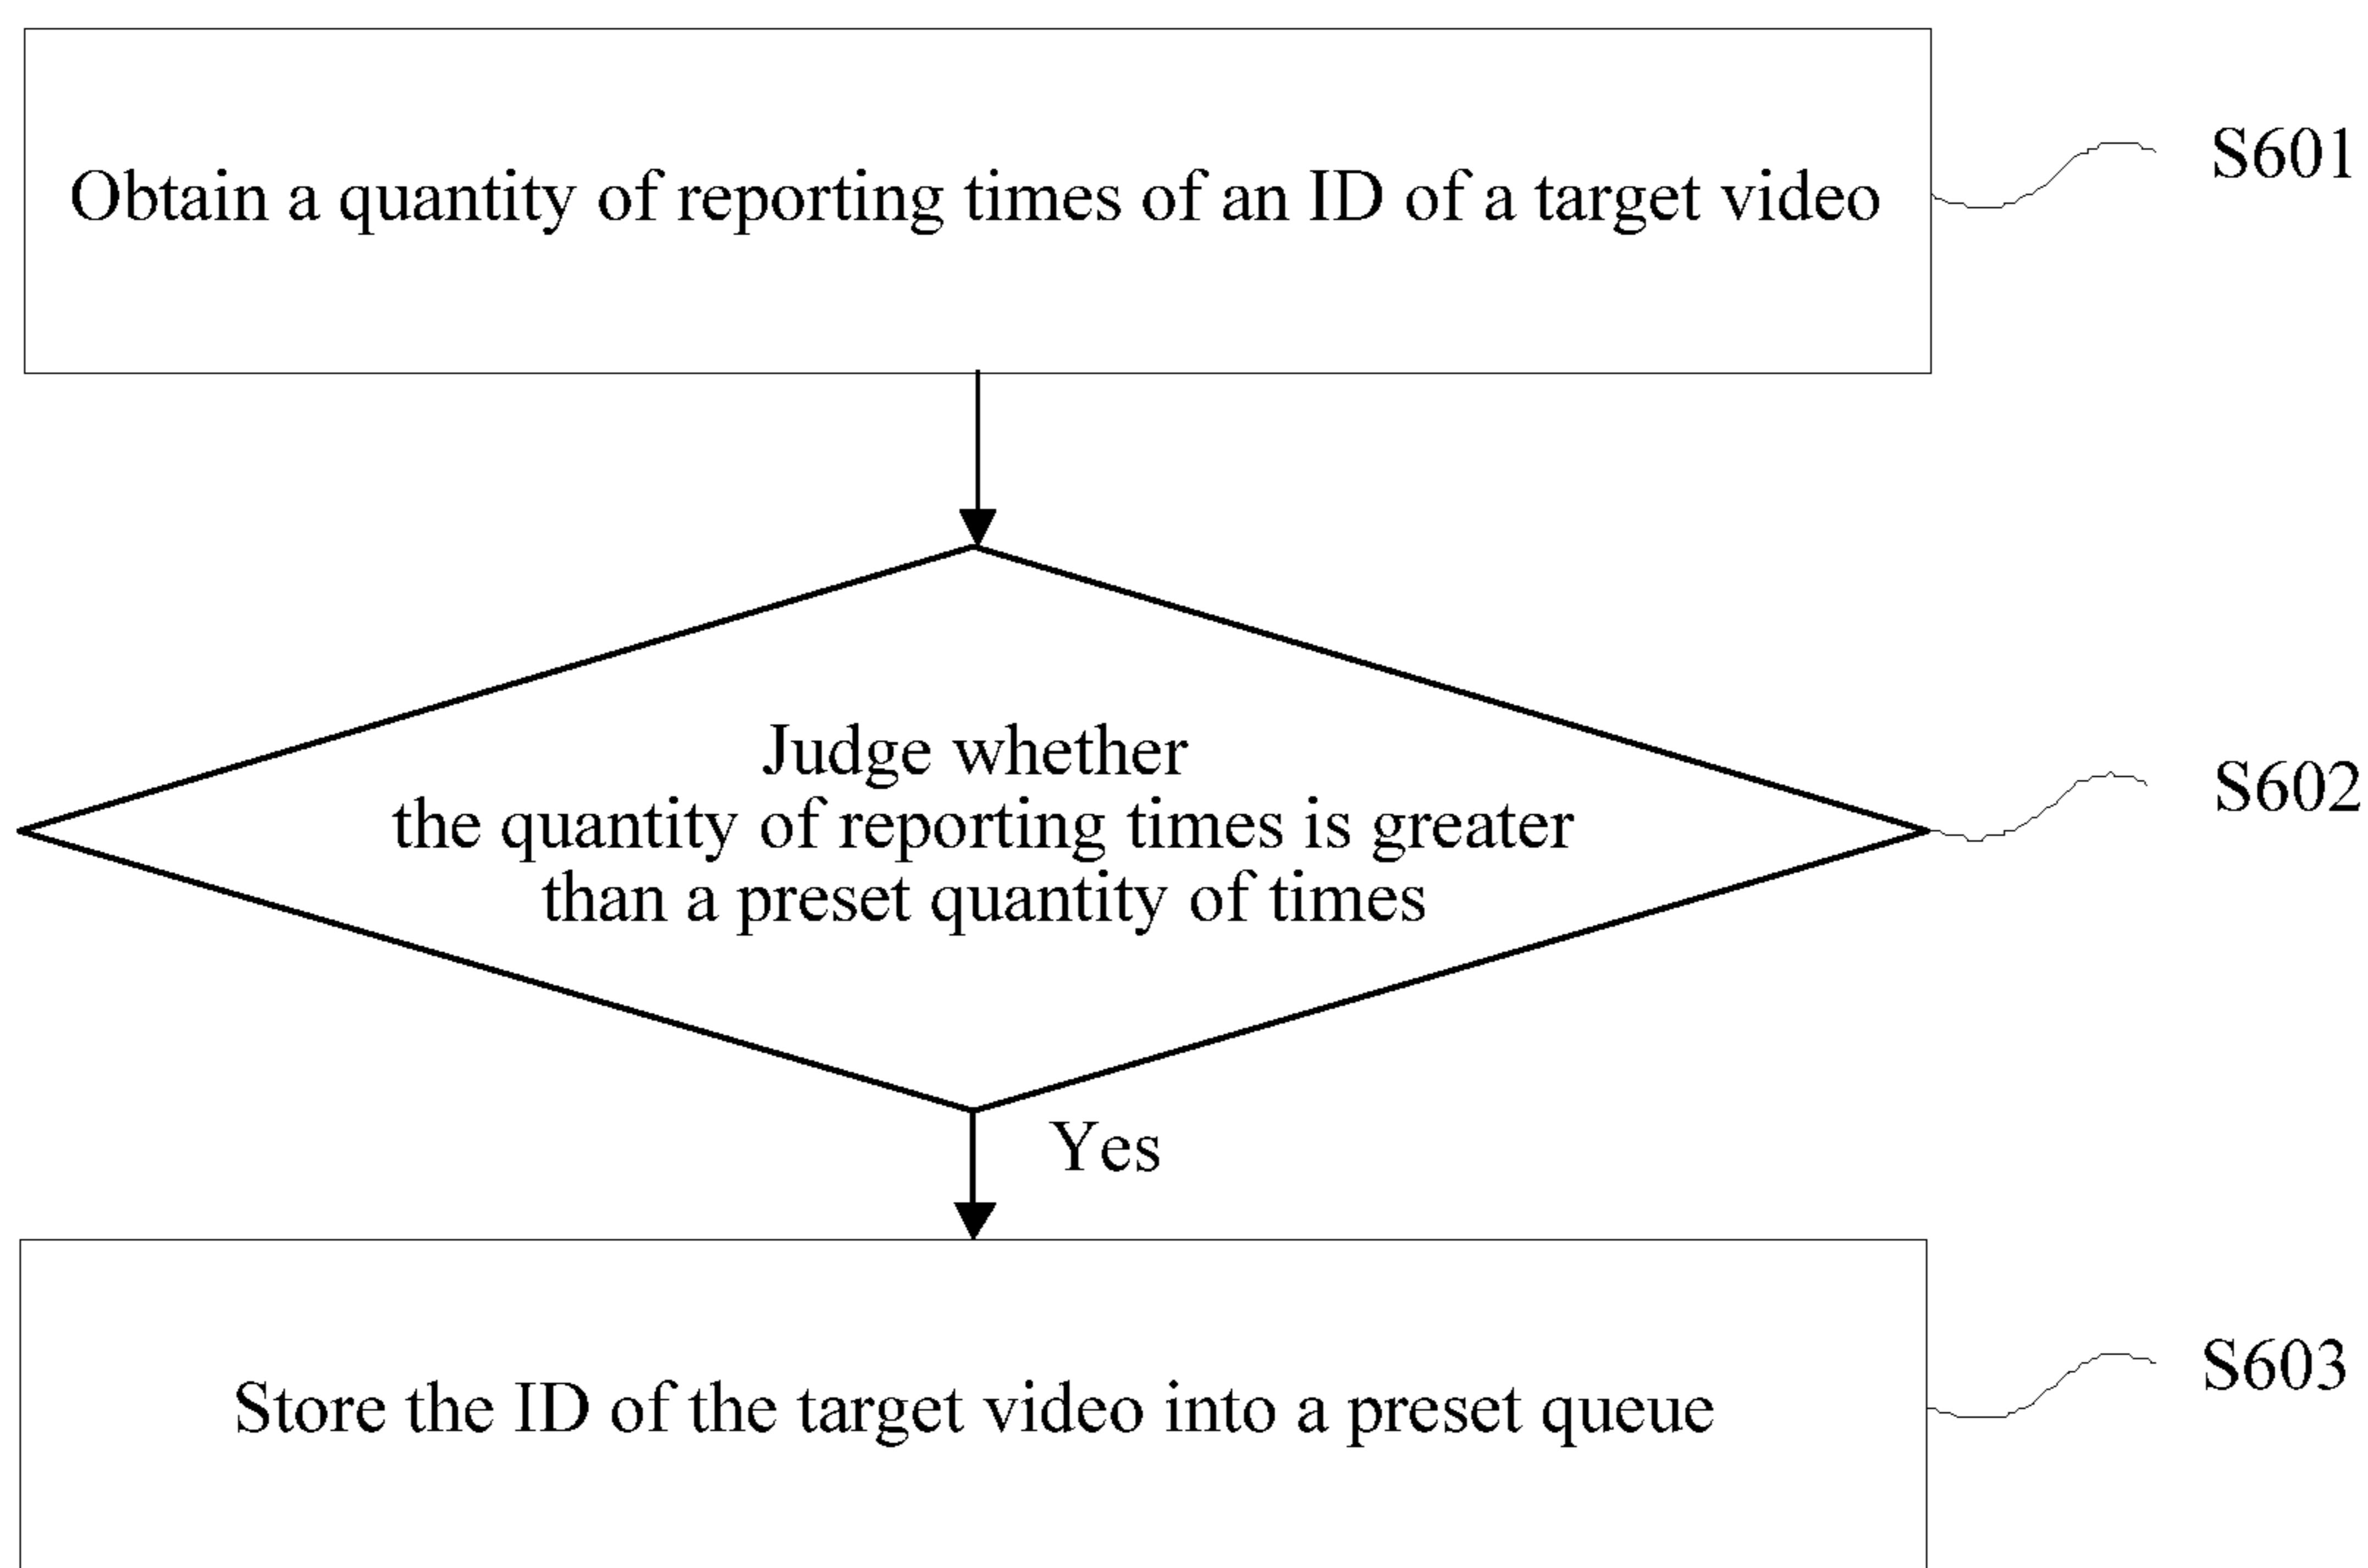 Obtain a quantity of reporting times of an ID of a target video
S601
Judge whether
the quantity of reporting times is greater
than a preset quantity of times
S602
Yes
Store the ID of the target video into a preset queue
S603